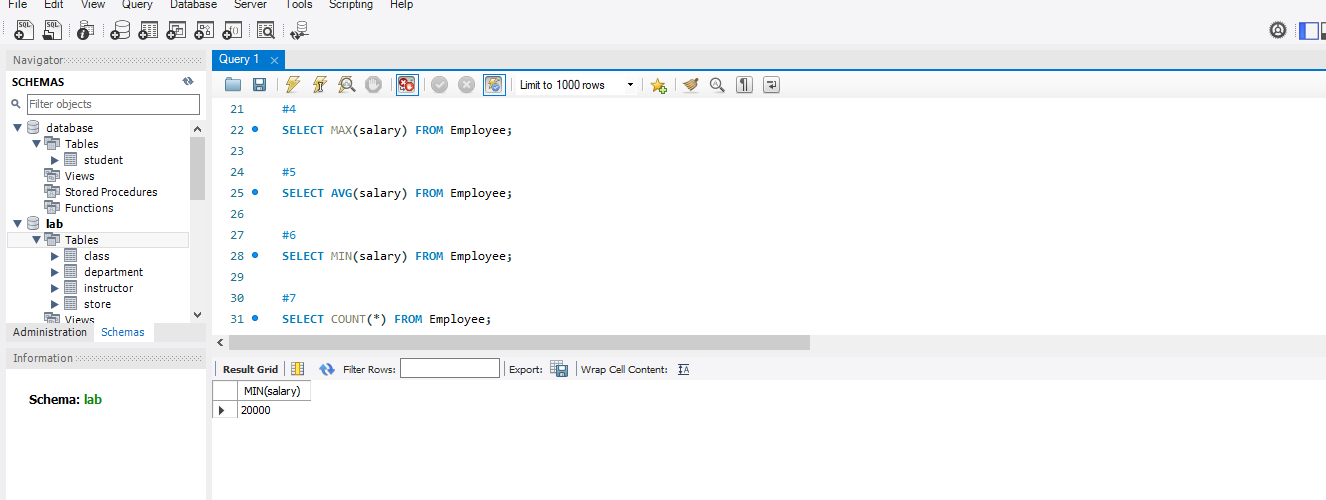 File Edit View Query Database Server Tools Scripting Help
Navigator
SCHEMAS
Filter objects
database
Tables
student
Views
Stored Procedures
Functions
lab
Tables
class
department
instructor
store
Views
Administration Schemas
Information
Schema: lab
Query 1
Limit to 1000 rows
21 #4
22 SELECT MAX(salary) FROM Employee;
23
24 #5
25 SELECT AVG(salary) FROM Employee;
26
27 #6
28 SELECT MIN(salary) FROM Employee;
29
30 #7
31 SELECT COUNT(*) FROM Employee;
Result Grid Filter Rows: Export: Wrap Cell Content:
MIN(salary)
20000